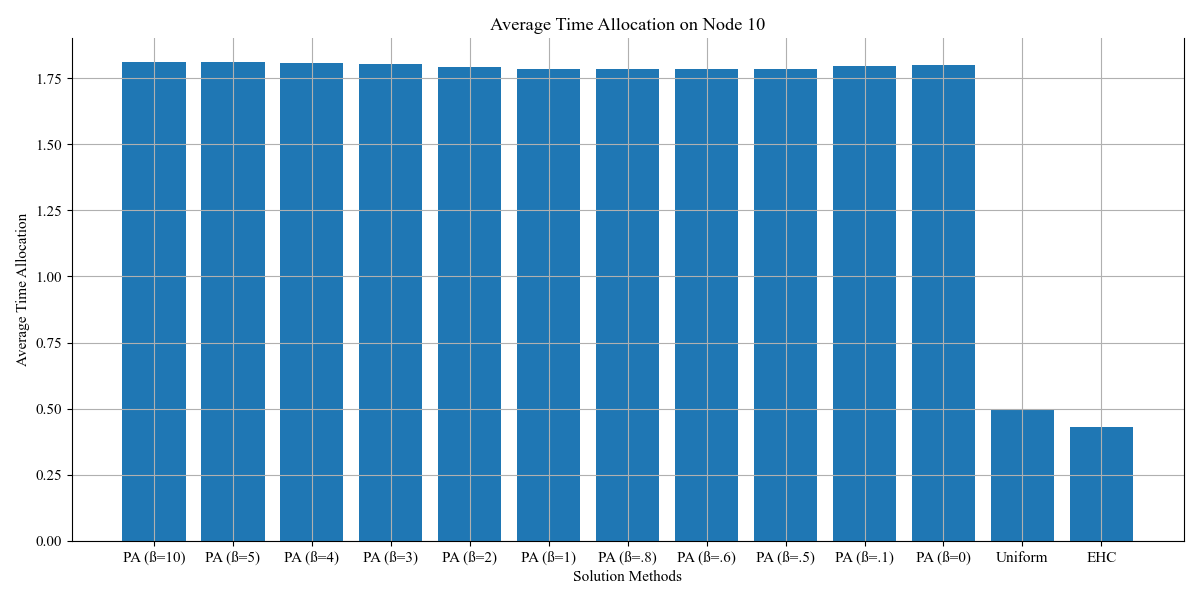 Average Time Allocation on Node 10
Average Time Allocation
1.75
1.50
1.25
1.00
0.75
0.50
0.25
0.00
PA (ß=10) PA (ß=5) PA (ß=4) PA (ß=3) PA (ß=2) PA (ß=1) PA (ß=.8) PA (ß=.6) PA (ß=.5) PA (ß=.1) PA (ß=0) Uniform EHC
Solution Methods